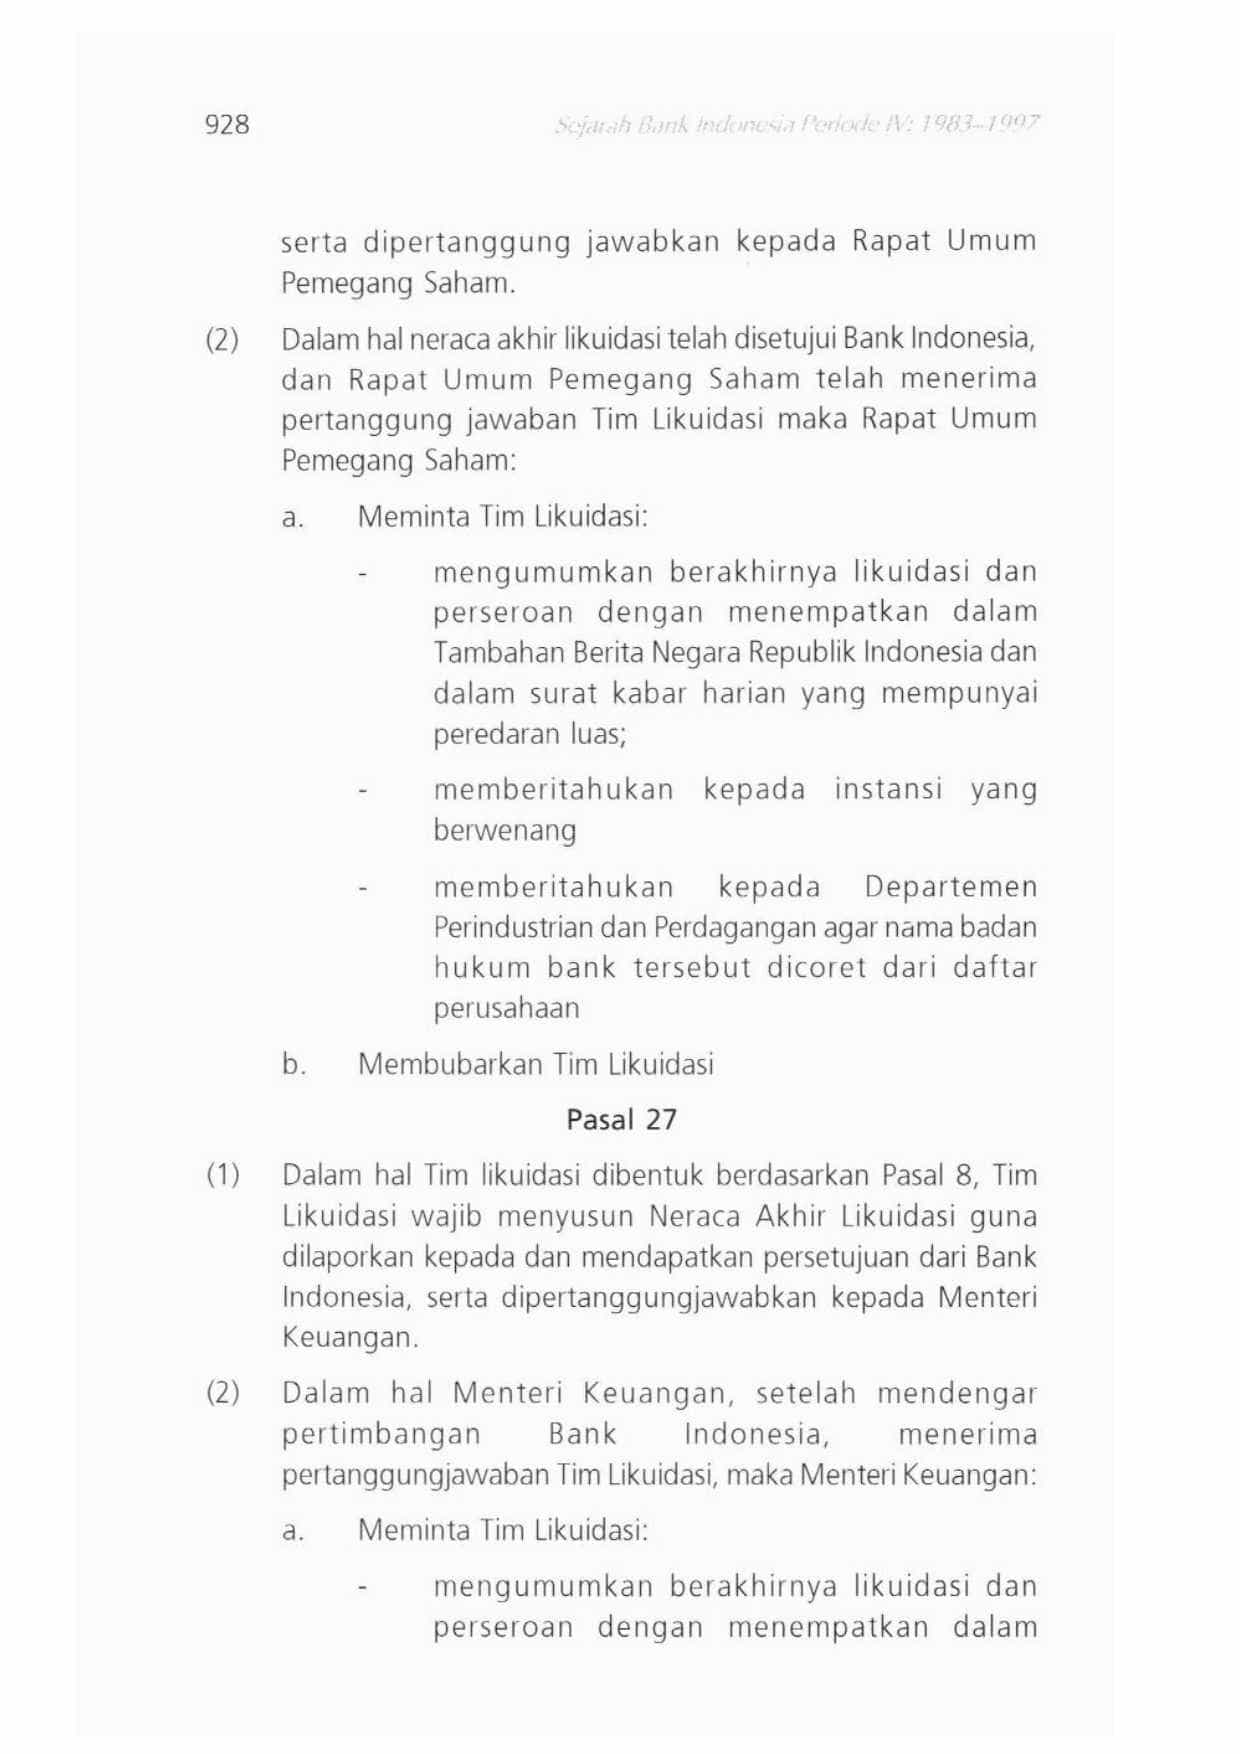 928 Sejarah Bank Indonesia Periode IV: 1983–1997
serta dipertanggung jawabkan kepada Rapat Umum
Pemegang Saham.
(2) Dalam hal neraca akhir likuidasi telah disetujui Bank Indonesia,
dan Rapat Umum Pemegang Saham telah menerima
pertanggung jawaban Tim Likuidasi maka Rapat Umum
Pemegang Saham:
a. Meminta Tim Likuidasi:
- mengumumkan berakhirnya likuidasi dan
perseroan dengan menempatkan dalam
Tambahan Berita Negara Republik Indonesia dan
dalam surat kabar harian yang mempunyai
peredaran luas;
- memberitahukan kepada instansi yang
berwenang
- memberitahukan kepada Departemen
Perindustrian dan Perdagangan agar nama badan
hukum bank tersebut dicoret dari daftar
perusahaan
b. Membubarkan Tim Likuidasi
Pasal 27
(1) Dalam hal Tim likuidasi dibentuk berdasarkan Pasal 8, Tim
Likuidasi wajib menyusun Neraca Akhir Likuidasi guna
dilaporkan kepada dan mendapatkan persetujuan dari Bank
Indonesia, serta dipertanggungjawabkan kepada Menteri
Keuangan.
(2) Dalam hal Menteri Keuangan, setelah mendengar
pertimbangan Bank Indonesia, menerima
pertanggungjawaban Tim Likuidasi, maka Menteri Keuangan:
a. Meminta Tim Likuidasi:
- mengumumkan berakhirnya likuidasi dan
perseroan dengan menempatkan dalam